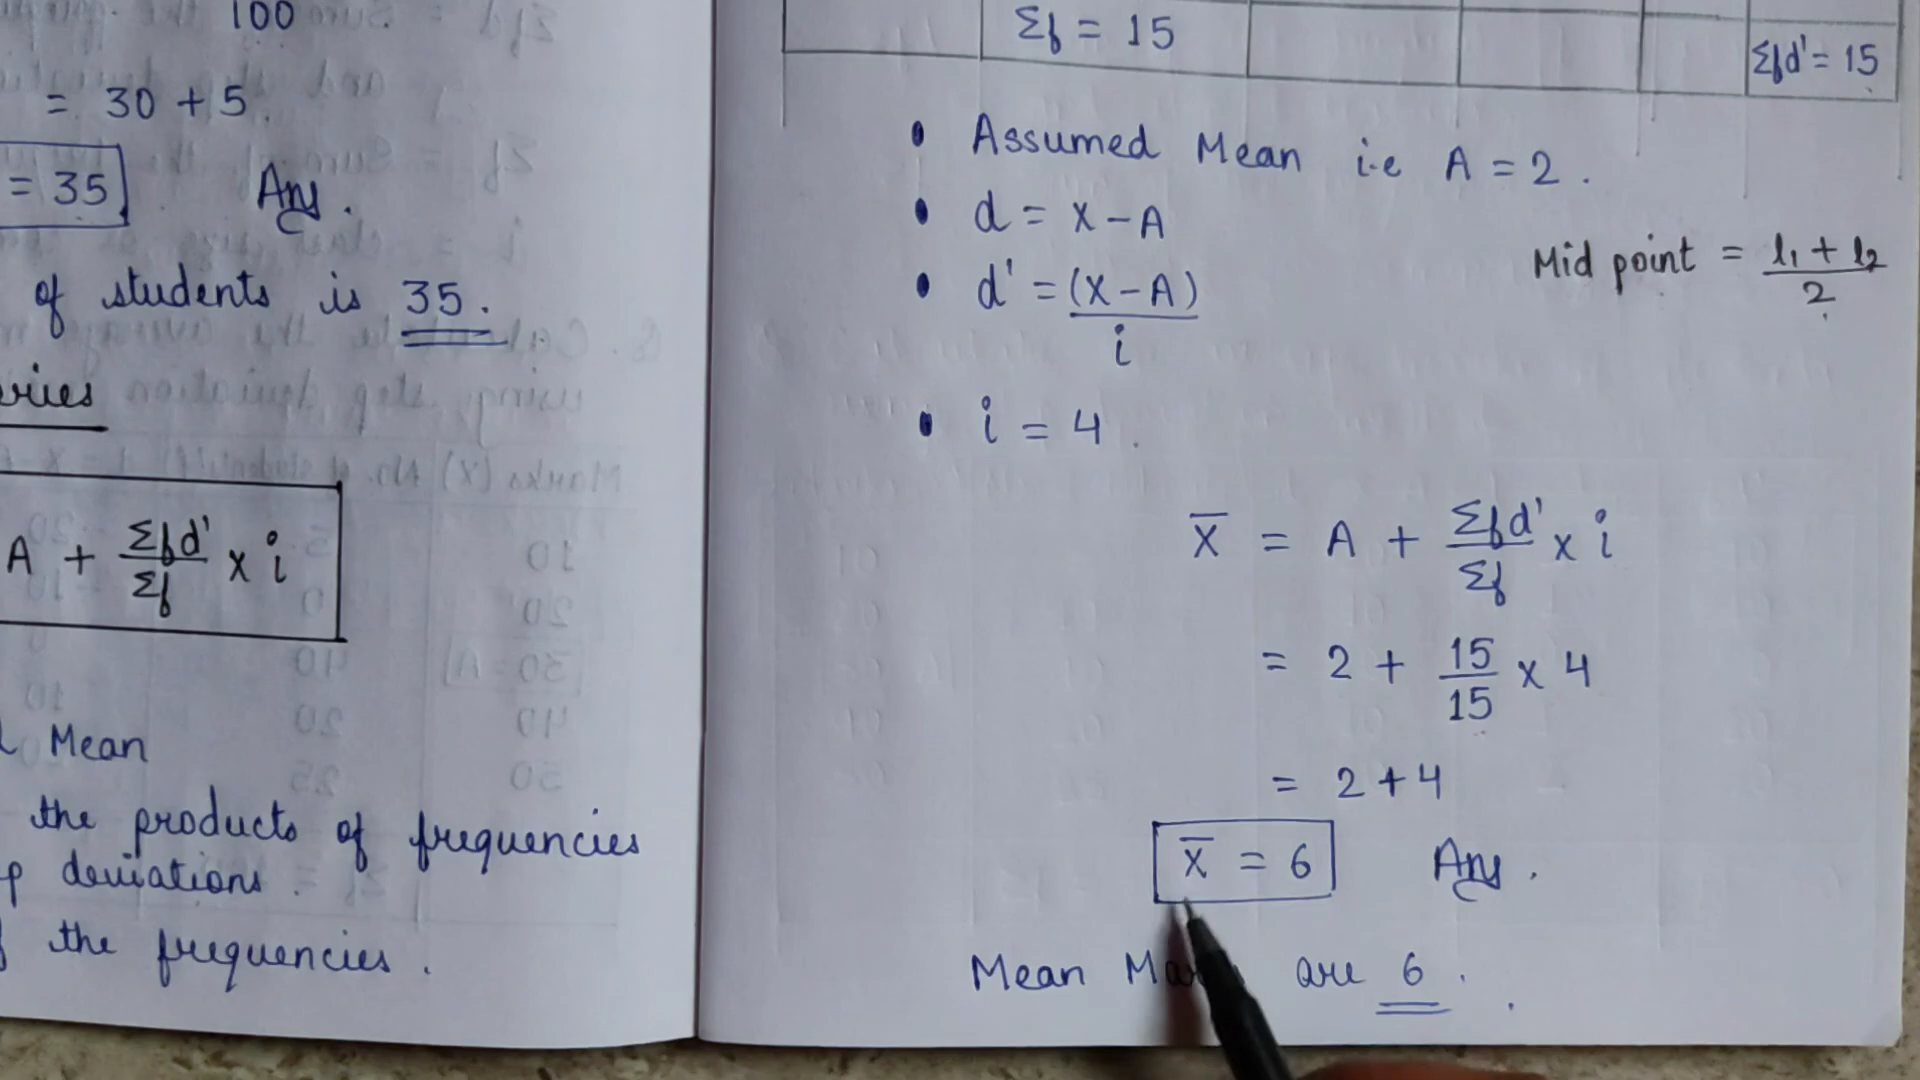 100
= 30 + 5
= 35 Ans.
of students is 35.
A + Σfd' / Σf × i
Mean
the products of frequencies
deviations.
the frequencies.
Σf = 15
Σfd' = 15
• Assumed Mean i.e A = 2.
• d = X - A
• d' = (X - A) / i
Mid point = l₁ + l₂ / 2
• i = 4
X̄ = A + Σfd' / Σf × i
= 2 + 15 / 15 × 4
= 2 + 4
X̄ = 6 Ans.
Mean are 6.